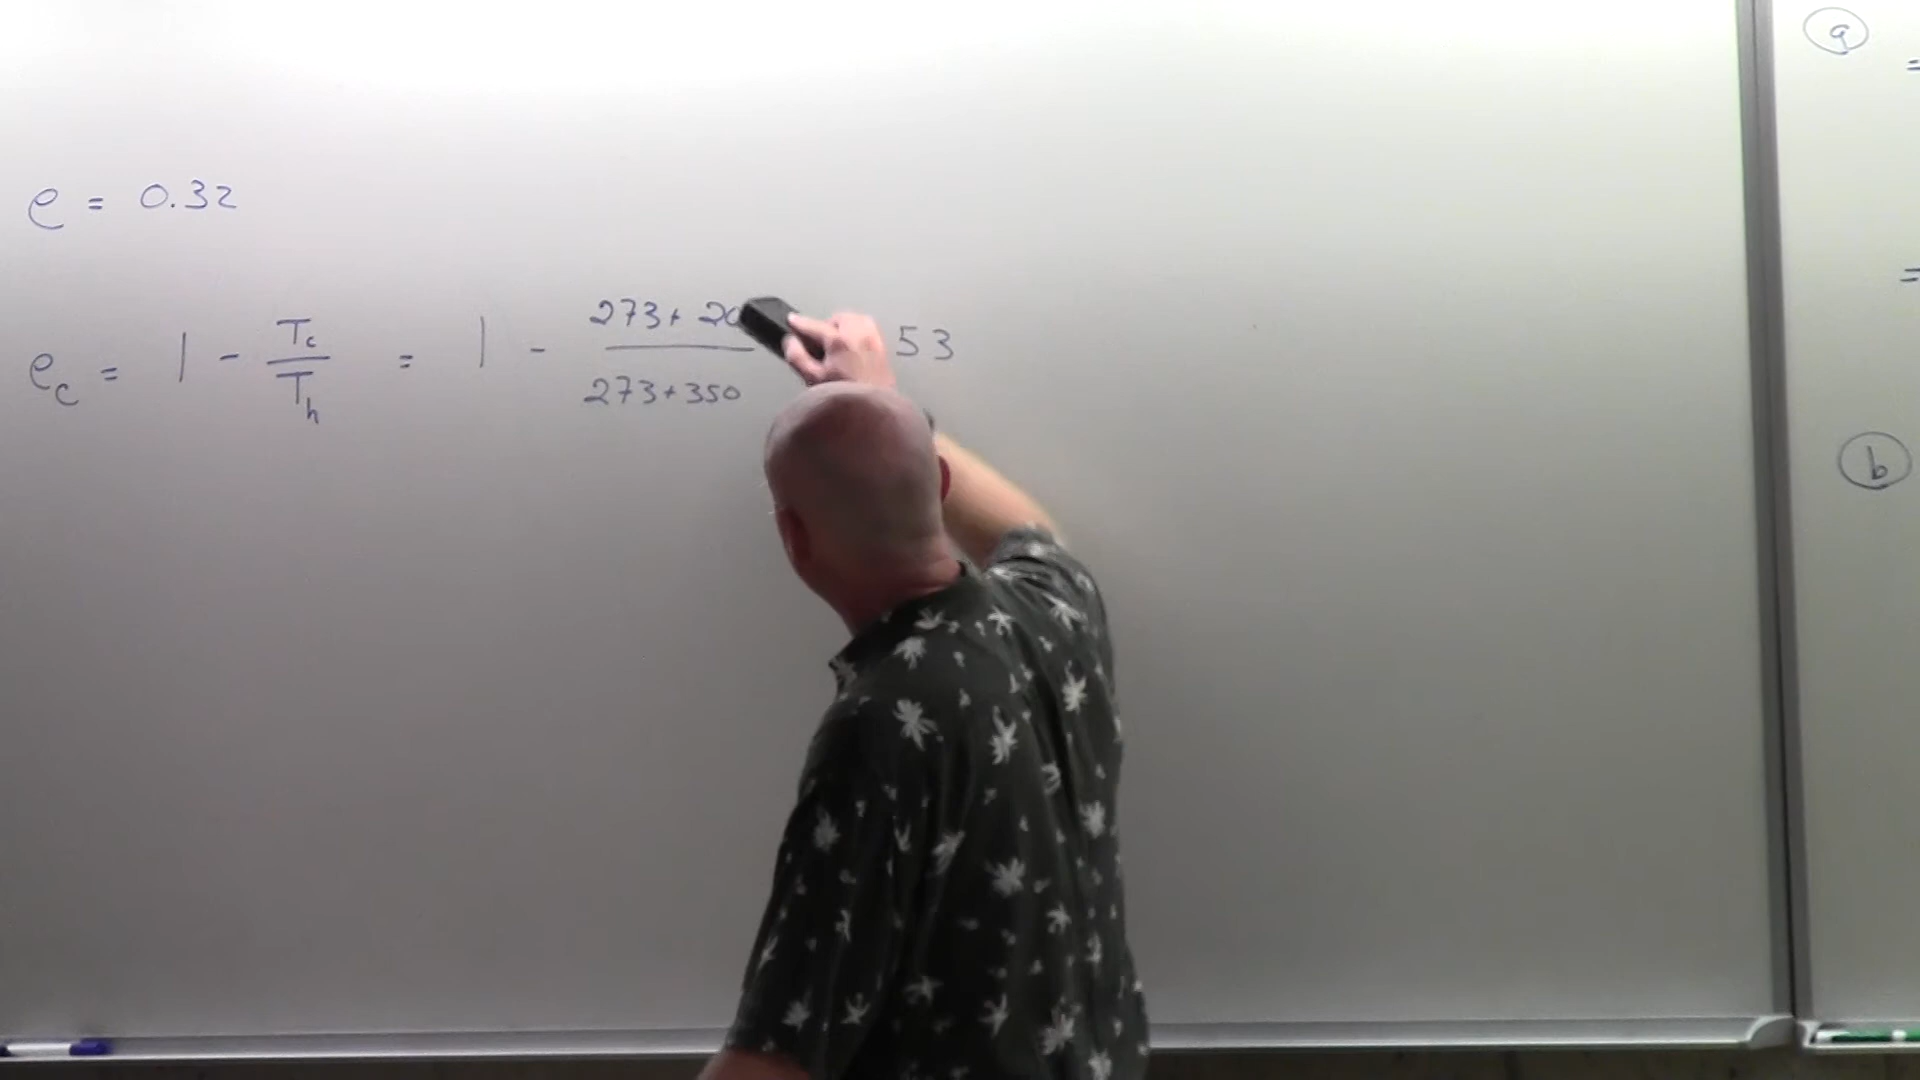 e = 0.32
e_c = 1 - T_c / T_h = 1 - (273 + 20) / (273 + 350) 53
a
=
=
b